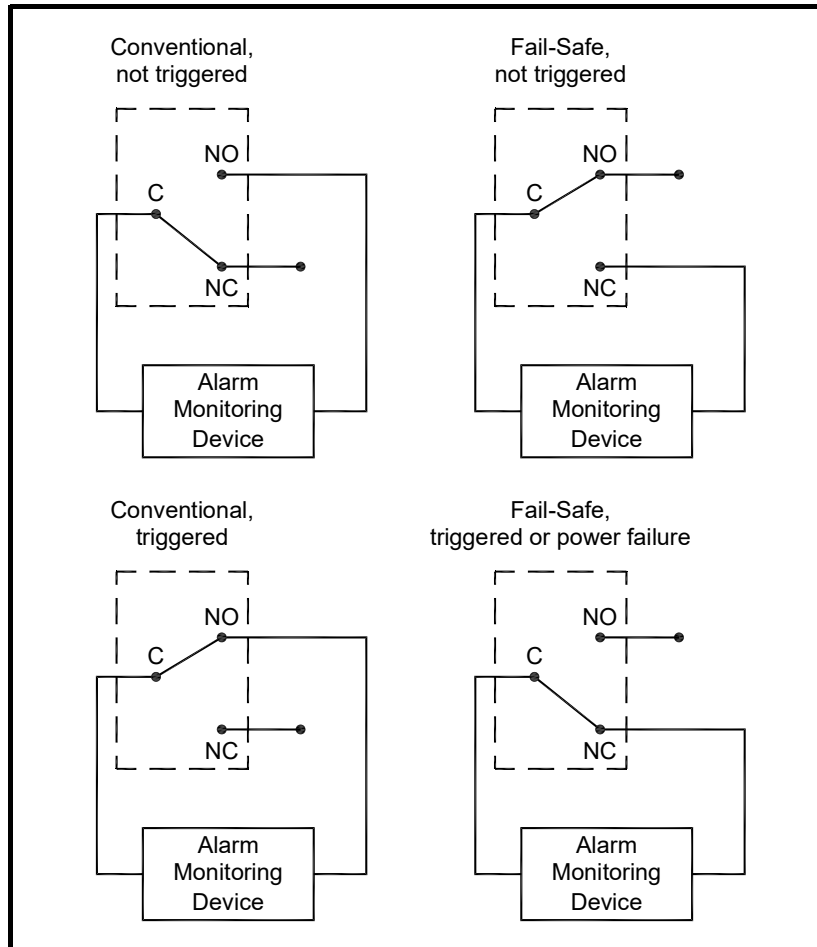 Conventional,
not triggered
NO
C
NC
Alarm
Monitoring
Device
Fail-Safe,
not triggered
NO
C
NC
Alarm
Monitoring
Device
Conventional,
triggered
NO
C
NC
Alarm
Monitoring
Device
Fail-Safe,
triggered or power failure
NO
C
NC
Alarm
Monitoring
Device